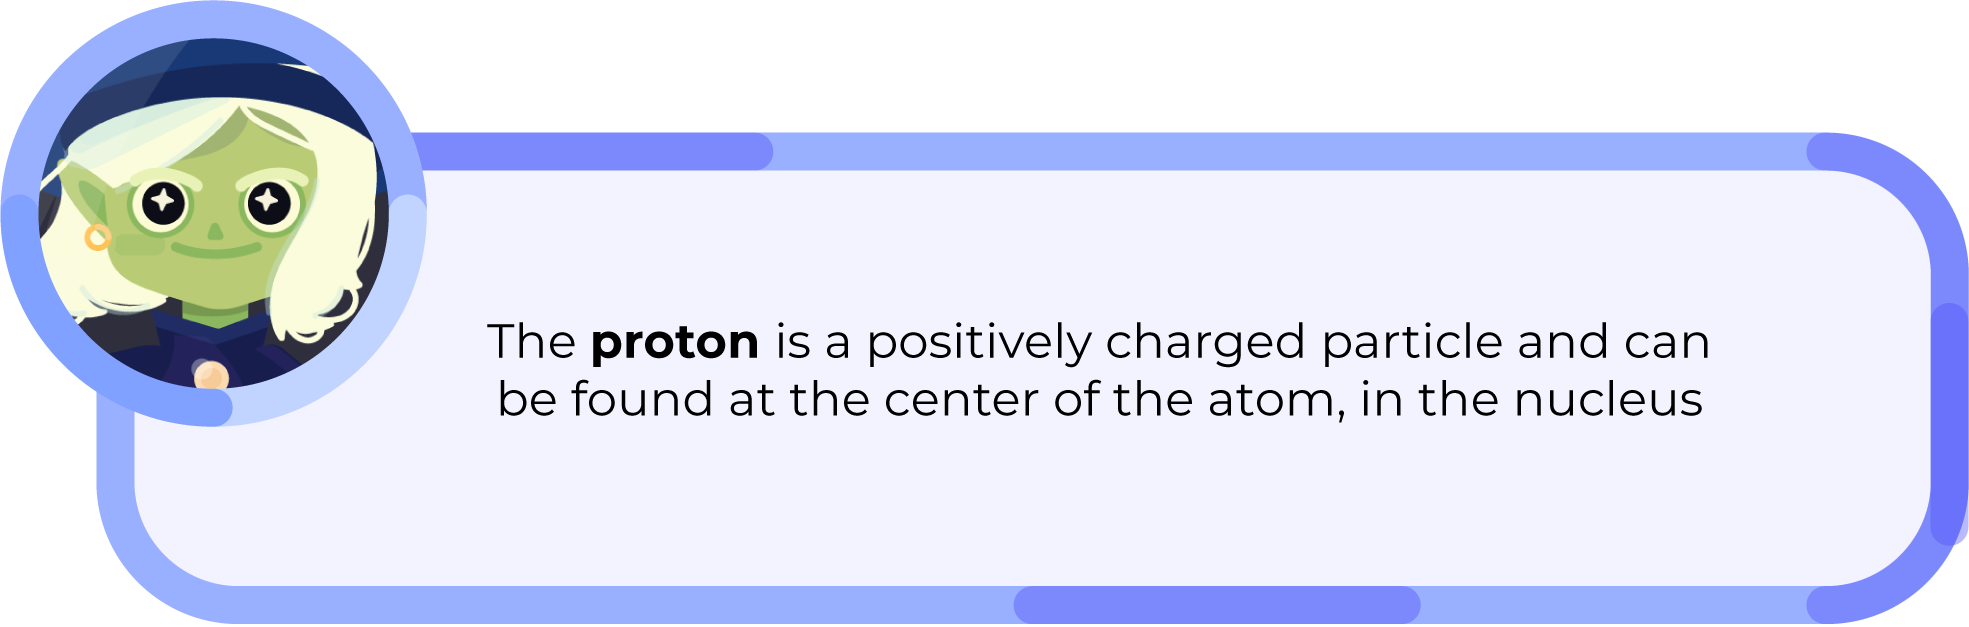 The proton is a positively charged particle and can
be found at the center of the atom, in the nucleus